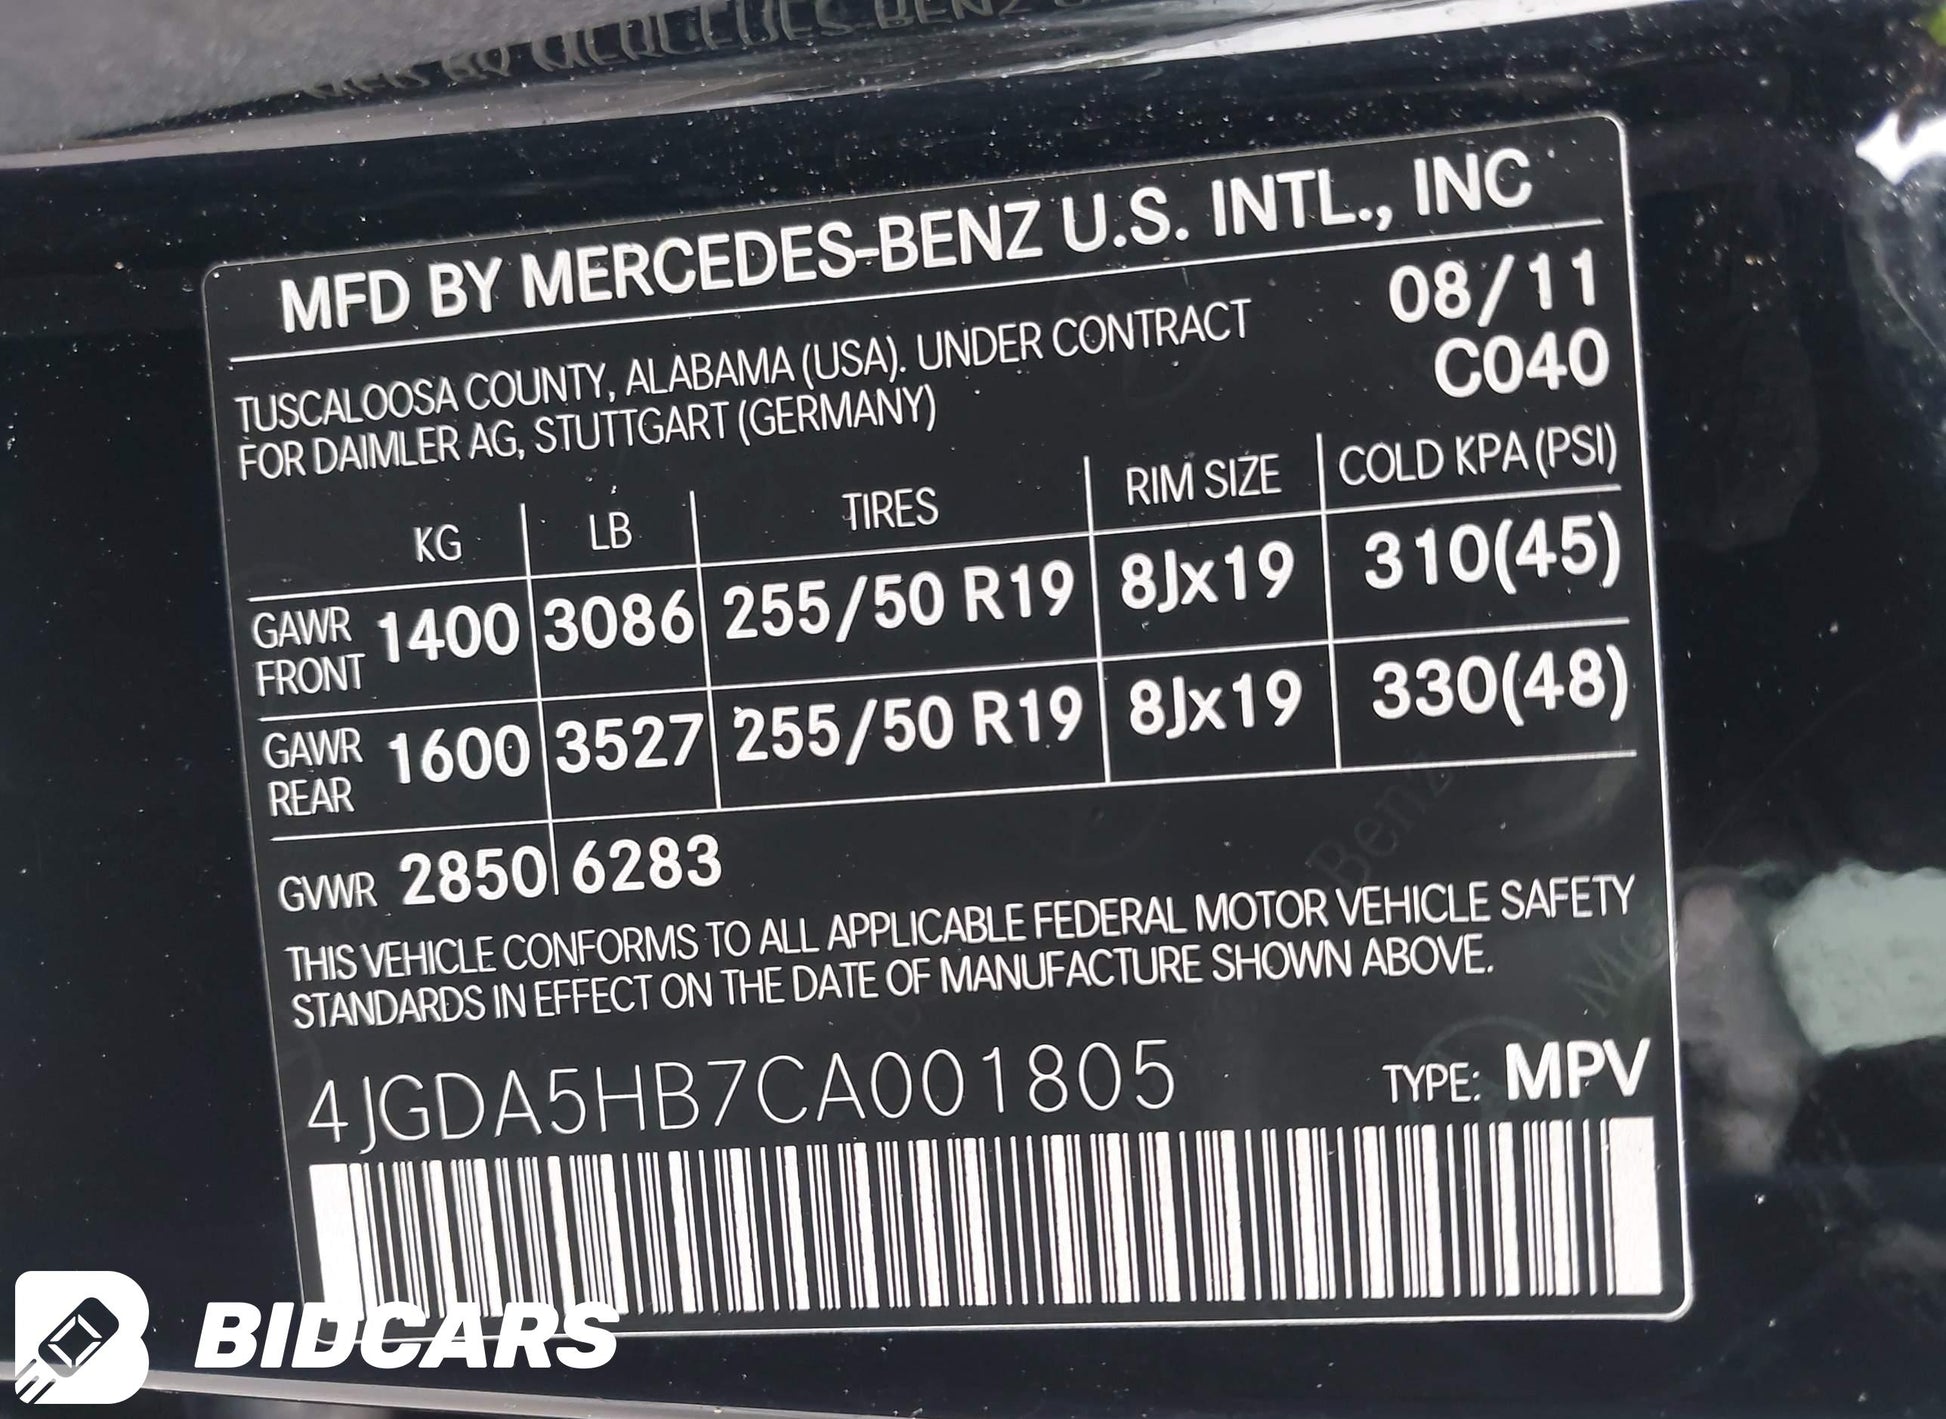 MFD BY MERCEDES-BENZ U.S. INTL., INC
TUSCALOOSA COUNTY, ALABAMA (USA). UNDER CONTRACT
FOR DAIMLER AG, STUTTGART (GERMANY)
08/11
C040
KG LB TIRES RIM SIZE COLD KPA (PSI)
GAWR FRONT 1400 3086 255/50 R19 8Jx19 310(45)
GAWR REAR 1600 3527 255/50 R19 8Jx19 330(48)
GVWR 2850 6283
THIS VEHICLE CONFORMS TO ALL APPLICABLE FEDERAL MOTOR VEHICLE SAFETY
STANDARDS IN EFFECT ON THE DATE OF MANUFACTURE SHOWN ABOVE.
4JGDA5HB7CA001805
TYPE: MPV
BIDCARS